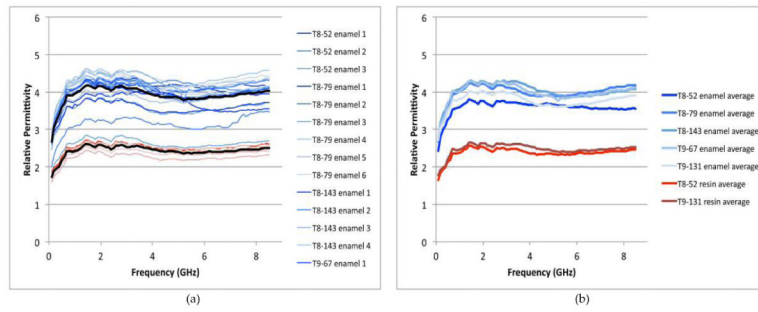 6
5
4
3
2
1
0
Relative Permittivity
0 2 4 6 8
Frequency (GHz)
T8-52 enamel 1
T8-52 enamel 2
T8-52 enamel 3
T8-79 enamel 1
T8-79 enamel 2
T8-79 enamel 3
T8-79 enamel 4
T8-79 enamel 5
T8-79 enamel 6
T8-143 enamel 1
T8-143 enamel 2
T8-143 enamel 3
T8-143 enamel 4
T9-67 enamel 1
(a)
6
5
4
3
2
1
0
Relative Permittivity
0 2 4 6 8
Frequency (GHz)
T8-52 enamel average
T8-79 enamel average
T8-143 enamel average
T9-67 enamel average
T9-131 enamel average
T8-52 resin average
T9-131 resin average
(b)